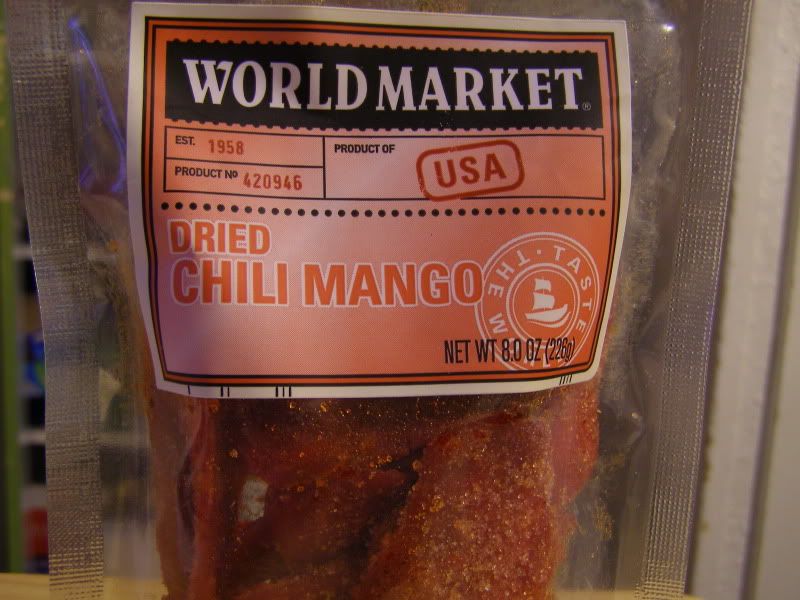 WORLD MARKET®
EST. 1958
PRODUCT OF USA
PRODUCT Nº 420946
DRIED
CHILI MANGO
TASTE THE
NET WT 8.0 OZ (226g)